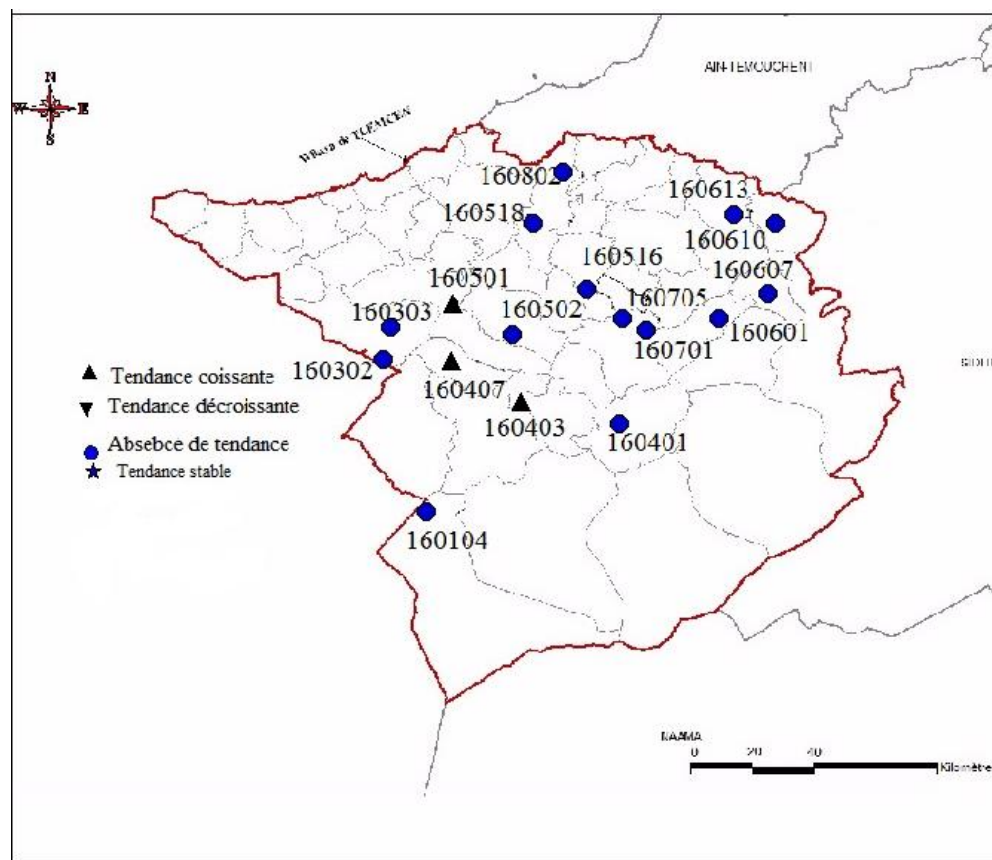 AIN-TEMOUCHENT
N
W E
S
Wilaya de TLEMCEN
160802
160613
160518
160610
160516
160607
160501
160705
160303
160502
160701
160601
160302
SIDI
Tendance coissante
160407
Tendance décroissante
160403
160401
Absebce de tendance
Tendance stable
160104
NAAMA
0 20 40
Kilomètre